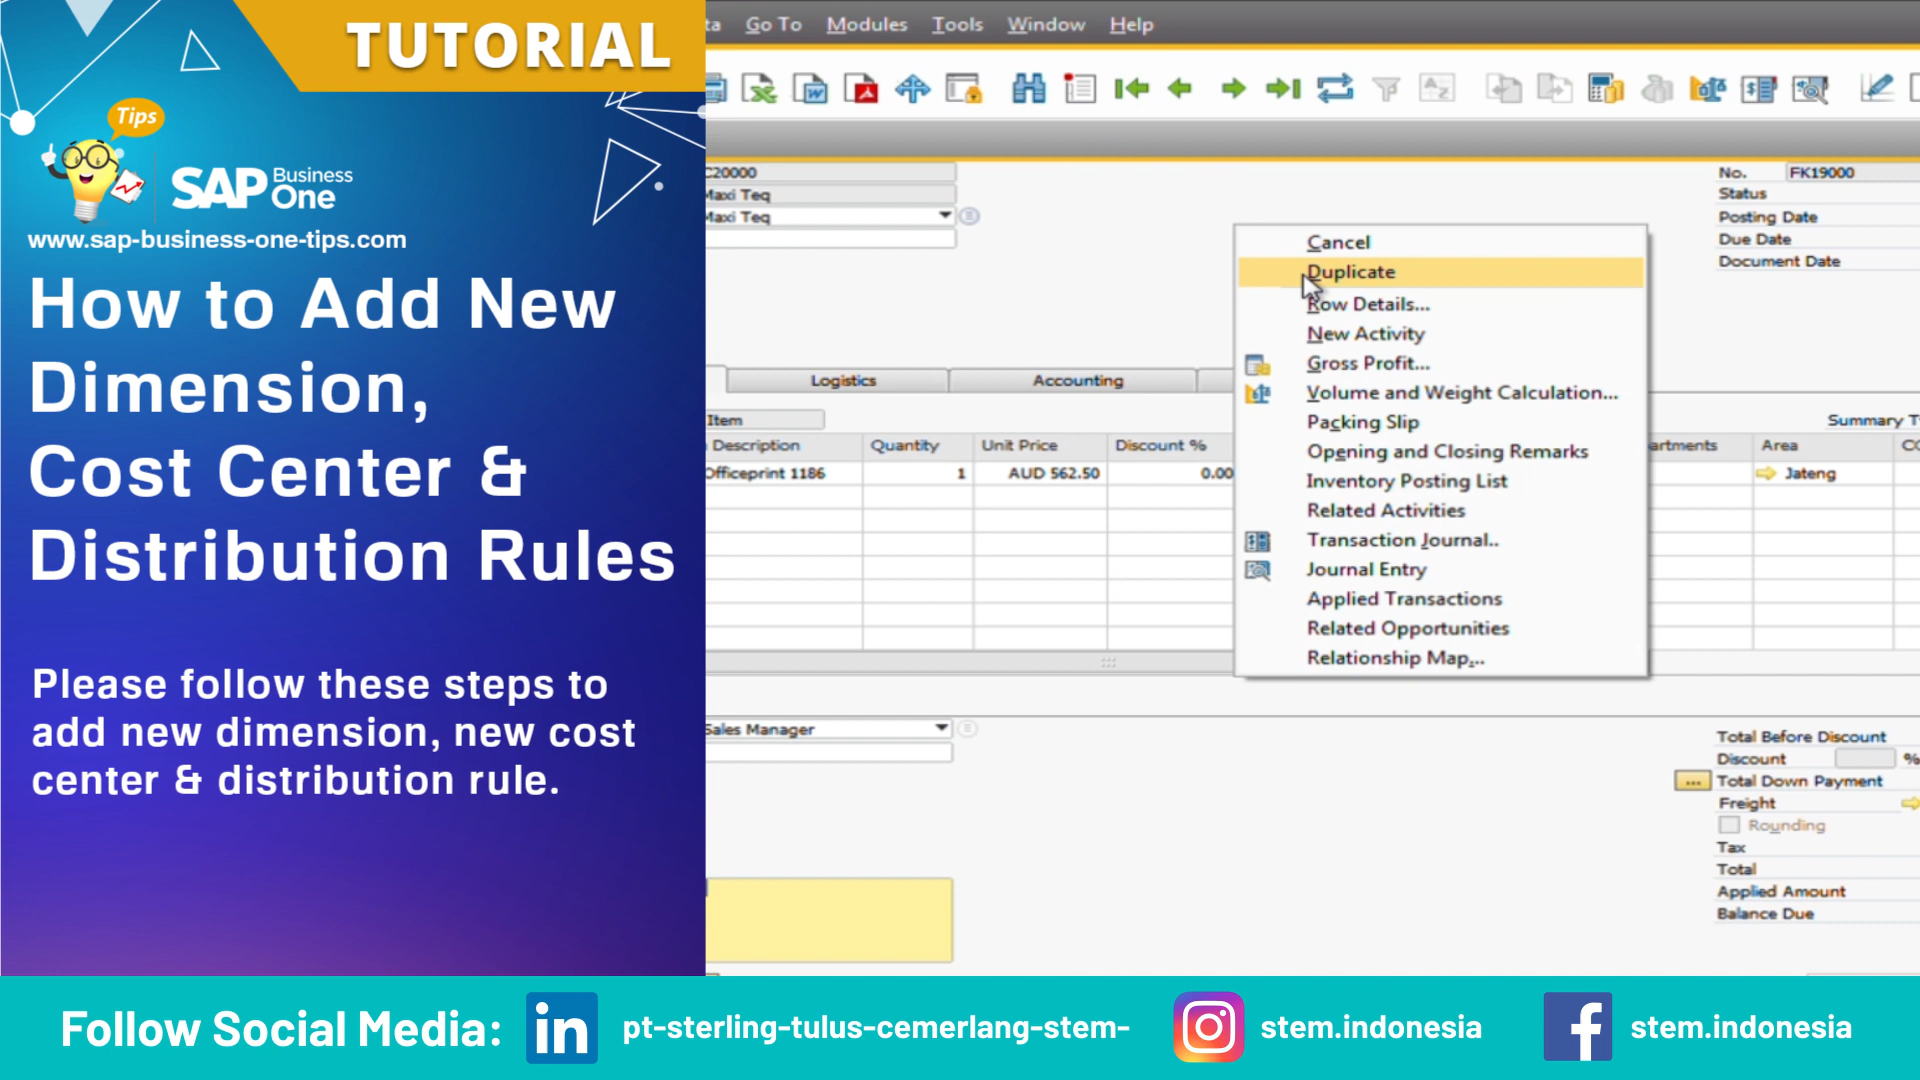 TUTORIAL
Tips
SAP Business One
www.sap-business-one-tips.com
How to Add New
Dimension,
Cost Center &
Distribution Rules
Please follow these steps to
add new dimension, new cost
center & distribution rule.
Go To Modules Tools Window Help
C20000
Maxi Teq
Maxi Teq
No. FK19000
Status
Posting Date
Due Date
Document Date
Cancel
Duplicate
Row Details...
New Activity
Gross Profit...
Volume and Weight Calculation...
Packing Slip
Opening and Closing Remarks
Inventory Posting List
Related Activities
Transaction Journal..
Journal Entry
Applied Transactions
Related Opportunities
Relationship Map...
Logistics Accounting
Item
Summary T
Description Quantity Unit Price Discount % artments Area CO
Officeprint 1186 1 AUD 562.50 0.00 Jateng
Sales Manager
Total Before Discount
Discount %
... Total Down Payment
Freight
Rounding
Tax
Total
Applied Amount
Balance Due
Follow Social Media: in pt-sterling-tulus-cemerlang-stem- stem.indonesia f stem.indonesia